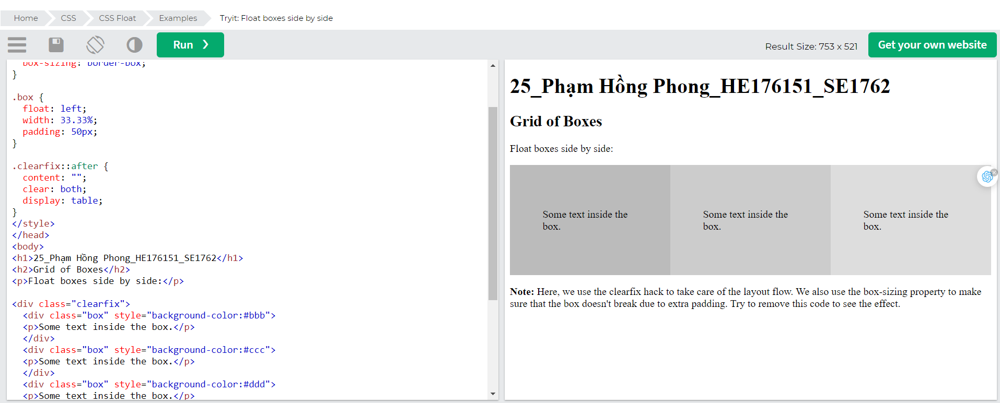 Home CSS CSS Float Examples Tryit: Float boxes side by side
Run ❯
Result Size: 753 x 521
Get your own website
box-sizing: border-box;
}
.box {
float: left;
width: 33.33%;
padding: 50px;
}
.clearfix::after {
content: "";
clear: both;
display: table;
}
</style>
</head>
<body>
<h1>25_Phạm Hồng Phong_HE176151_SE1762</h1>
<h2>Grid of Boxes</h2>
<p>Float boxes side by side:</p>
<div class="clearfix">
<div class="box" style="background-color:#bbb">
<p>Some text inside the box.</p>
</div>
<div class="box" style="background-color:#ccc">
<p>Some text inside the box.</p>
</div>
<div class="box" style="background-color:#ddd">
<p>Some text inside the box.</p>
25_Phạm Hồng Phong_HE176151_SE1762
Grid of Boxes
Float boxes side by side:
Some text inside the
box.
Some text inside the
box.
Some text inside the
box.
Note: Here, we use the clearfix hack to take care of the layout flow. We also use the box-sizing property to make
sure that the box doesn't break due to extra padding. Try to remove this code to see the effect.